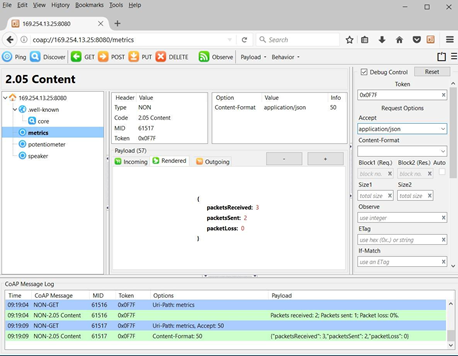 File Edit View History Bookmarks Tools Help
169.254.13.25:8080/metrics
coap://169.254.13.25:8080/metrics
Search
Ping Discover GET POST PUT DELETE Observe Payload Behavior
2.05 Content
169.254.13.25:8080
.well-known
core
metrics
potentiometer
speaker
Header Value
Type NON
Code 2.05 Content
MID 61517
Token 0x0F7F
Option Value Info
Content-Format application/json 50
Payload (57)
Incoming Rendered Outgoing
- +
{
packetsReceived: 3
packetsSent: 2
packetLoss: 0
}
Debug Control Reset
Token
0x0F7F
Request Options
Accept
application/json
Content-Format
Block1 (Req.) Block2 (Res.) Auto
block no. block no.
Size1 Size2
total size total size
Observe
use integer
ETag
use hex (0x..) or string
If-Match
use an ETag
CoAP Message Log
Time CoAP Message MID Token Options Payload
09:19:04 NON-GET 61516 0x0F7F Uri-Path: metrics
09:19:04 NON-2.05 Content 61516 0x0F7F Packets received: 2; Packets sent: 1; Packet loss: 0%.
09:19:09 NON-GET 61517 0x0F7F Uri-Path: metrics, Accept: 50
09:19:09 NON-2.05 Content 61517 0x0F7F Content-Format: 50 {"packetsReceived": 3,"packetsSent": 2,"packetLoss": 0}